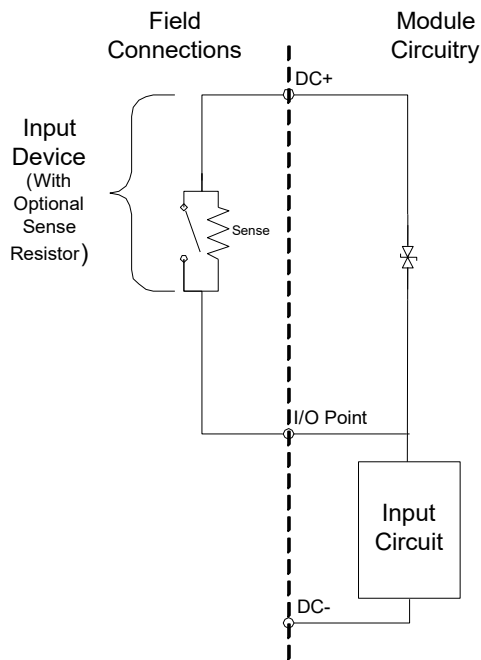 Field
Connections
Module
Circuitry
DC+
Input
Device
(With
Optional
Sense
Resistor)
Sense
I/O Point
Input
Circuit
DC-